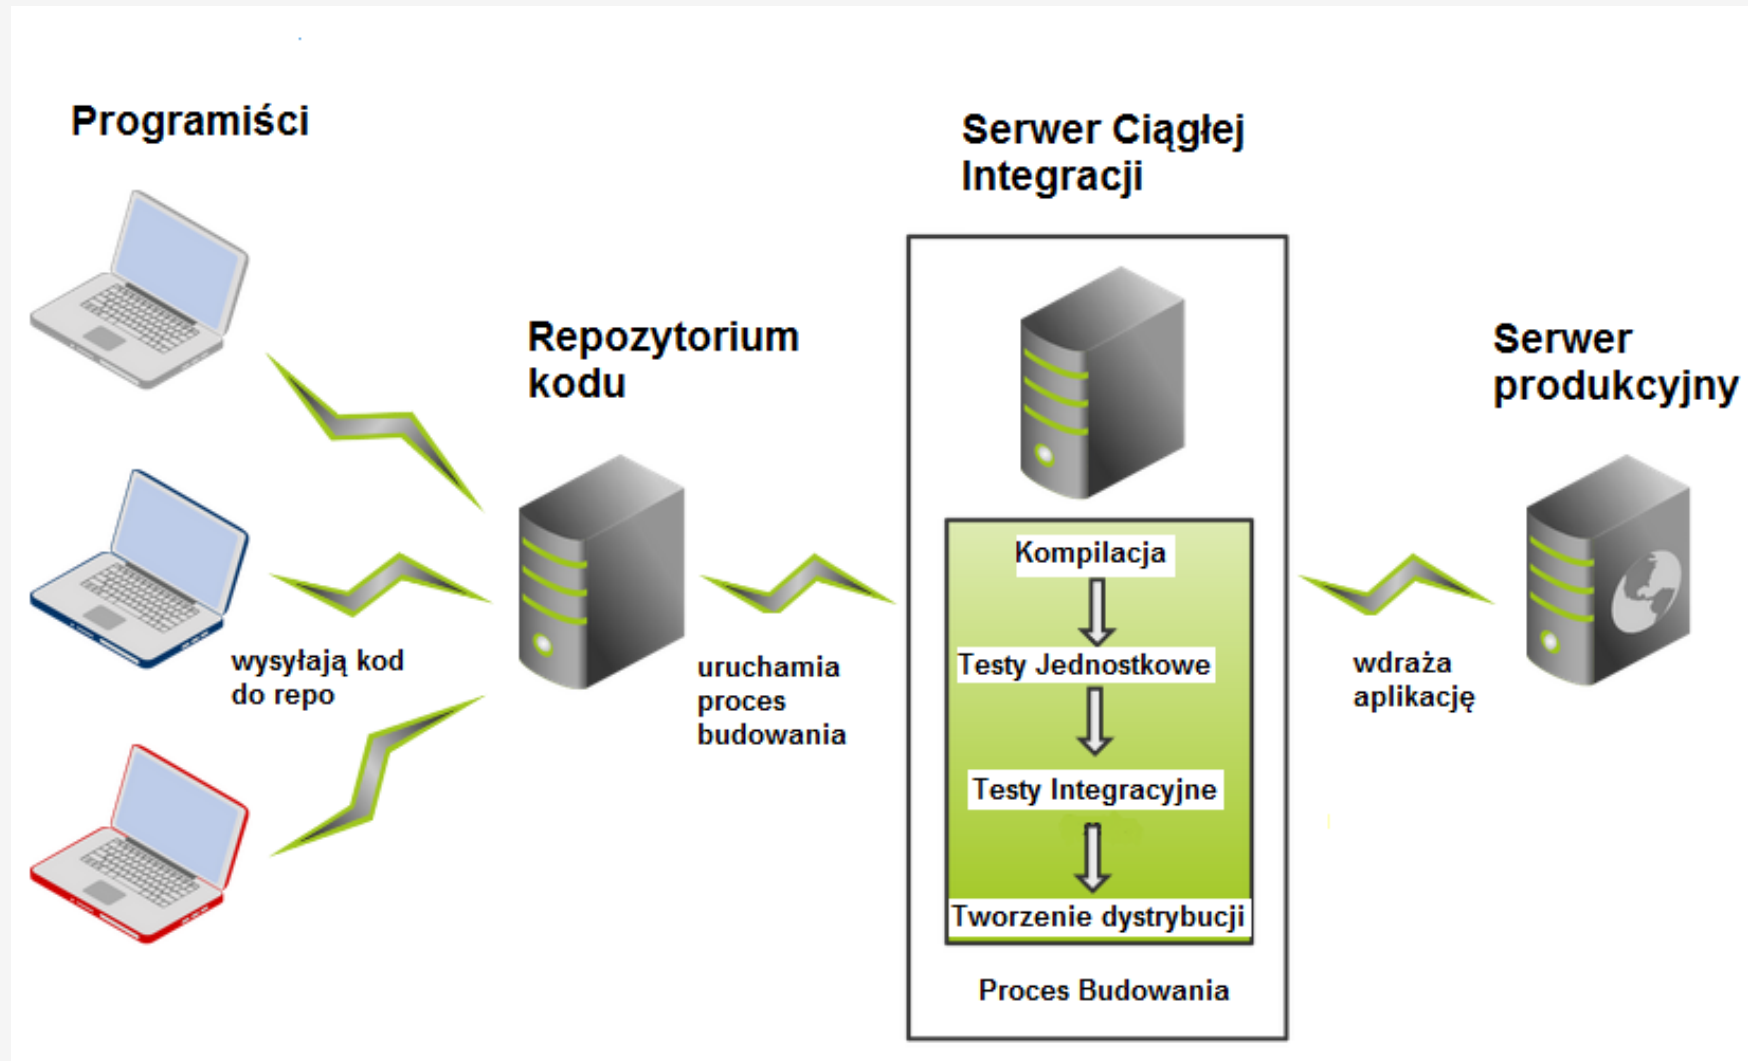 Programiści
wysyłają kod
do repo
Repozytorium
kodu
uruchamia
proces
budowania
Serwer Ciągłej
Integracji
Kompilacja
Testy Jednostkowe
Testy Integracyjne
Tworzenie dystrybucji
Proces Budowania
wdraża
aplikację
Serwer
produkcyjny